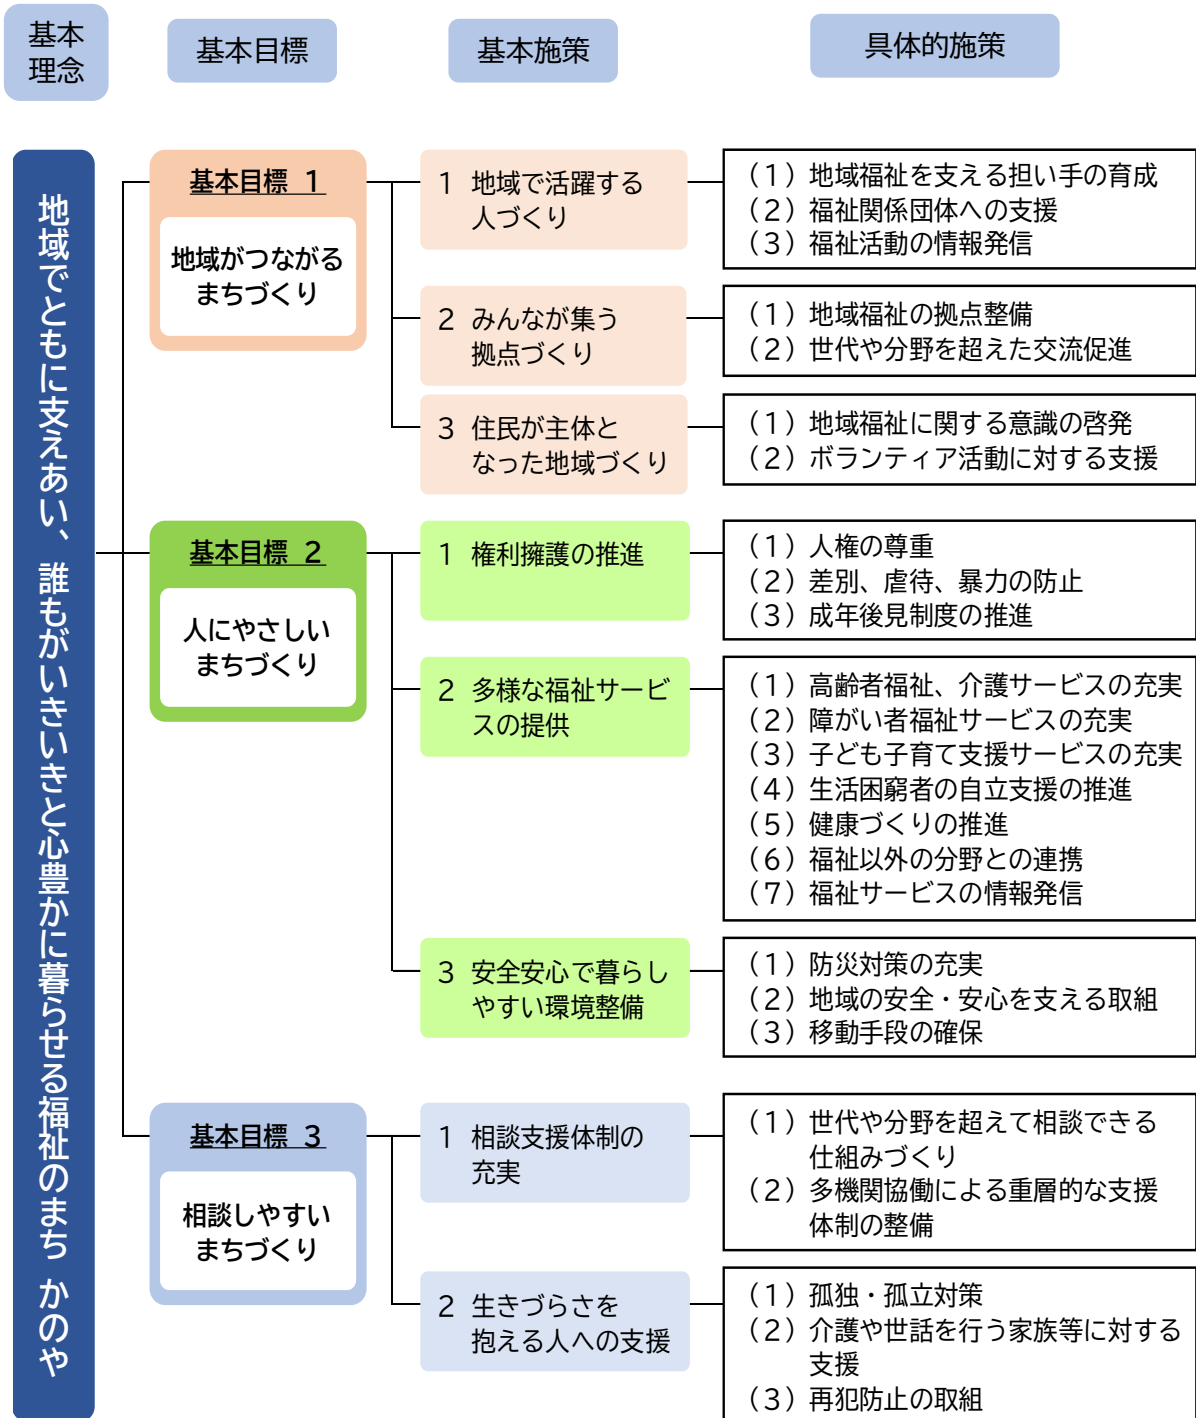 基本
理念
基本目標
基本施策
具体的施策
地域でともに支えあい、誰もがいきいきと心豊かに暮らせる福祉のまち かのや
基本目標 1
地域がつながる
まちづくり
1 地域で活躍する
人づくり
(1)地域福祉を支える担い手の育成
(2)福祉関係団体への支援
(3)福祉活動の情報発信
2 みんなが集う
拠点づくり
(1)地域福祉の拠点整備
(2)世代や分野を超えた交流促進
3 住民が主体と
なった地域づくり
(1)地域福祉に関する意識の啓発
(2)ボランティア活動に対する支援
基本目標 2
人にやさしい
まちづくり
1 権利擁護の推進
(1)人権の尊重
(2)差別、虐待、暴力の防止
(3)成年後見制度の推進
2 多様な福祉サービ
スの提供
(1)高齢者福祉、介護サービスの充実
(2)障がい者福祉サービスの充実
(3)子ども子育て支援サービスの充実
(4)生活困窮者の自立支援の推進
(5)健康づくりの推進
(6)福祉以外の分野との連携
(7)福祉サービスの情報発信
3 安全安心で暮らし
やすい環境整備
(1)防災対策の充実
(2)地域の安全・安心を支える取組
(3)移動手段の確保
基本目標 3
相談しやすい
まちづくり
1 相談支援体制の
充実
(1)世代や分野を超えて相談できる
仕組みづくり
(2)多機関協働による重層的な支援
体制の整備
2 生きづらさを
抱える人への支援
(1)孤独・孤立対策
(2)介護や世話を行う家族等に対する
支援
(3)再犯防止の取組